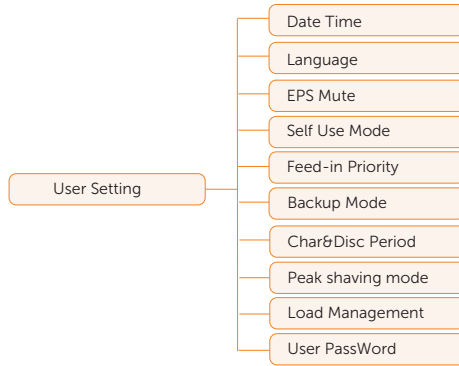 Date Time
Language
EPS Mute
Self Use Mode
Feed-in Priority
User Setting
Backup Mode
Char&Disc Period
Peak shaving mode
Load Management
User PassWord